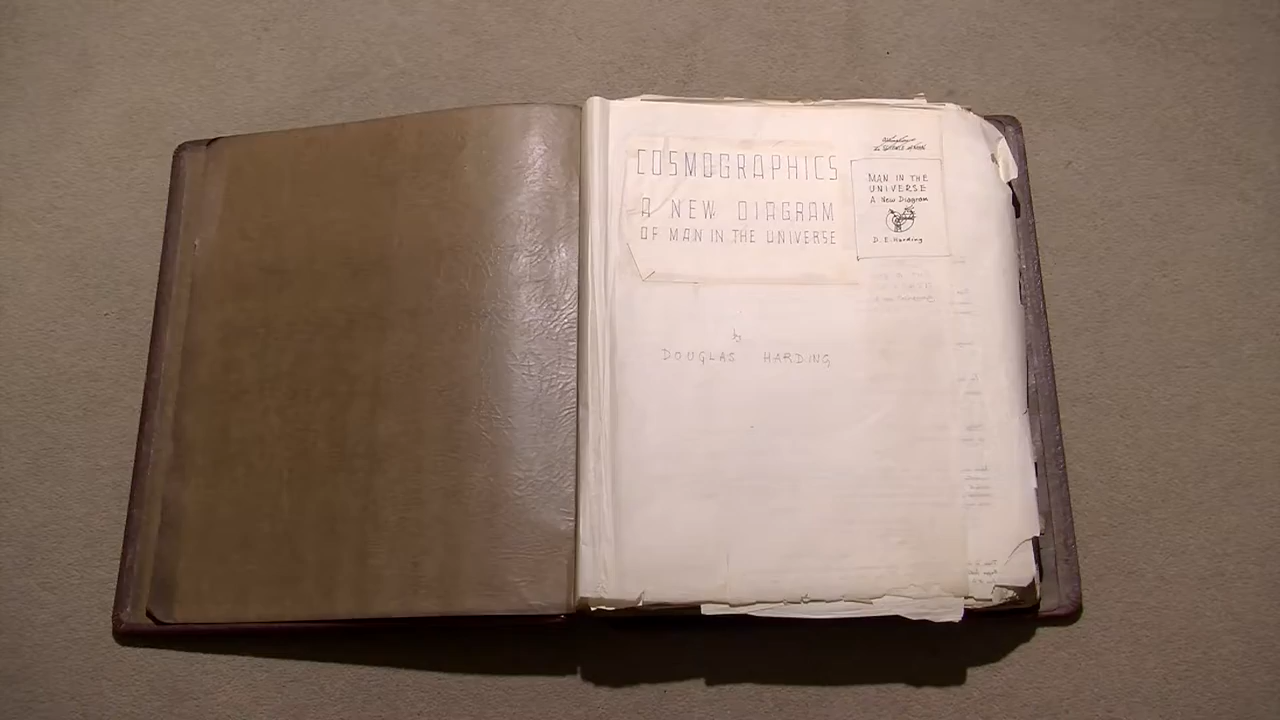 COSMOGRAPHICS
A NEW DIAGRAM
OF MAN IN THE UNIVERSE
by
DOUGLAS HARDING
MAN IN THE
UNIVERSE
A New Diagram
D. E. Harding